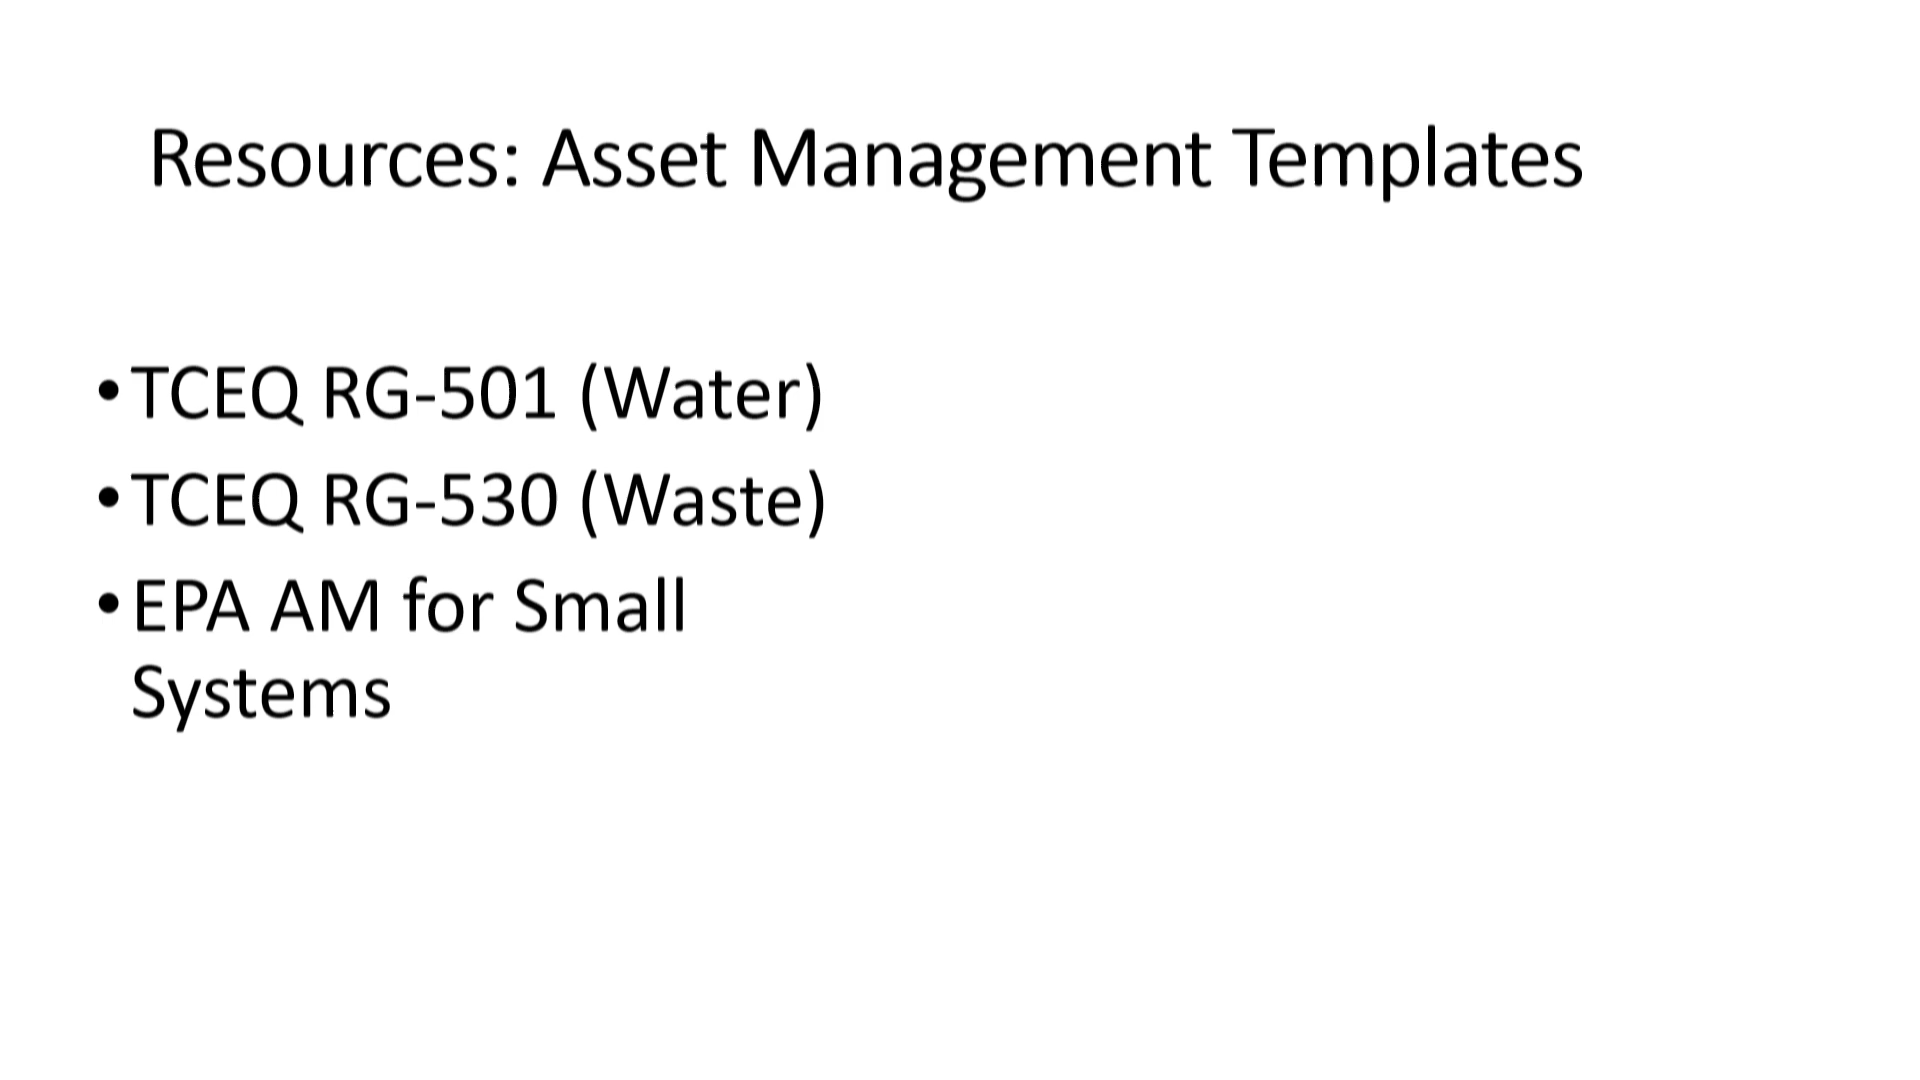 Resources: Asset Management Templates
•TCEQ RG-501 (Water)
•TCEQ RG-530 (Waste)
•EPA AM for Small
Systems